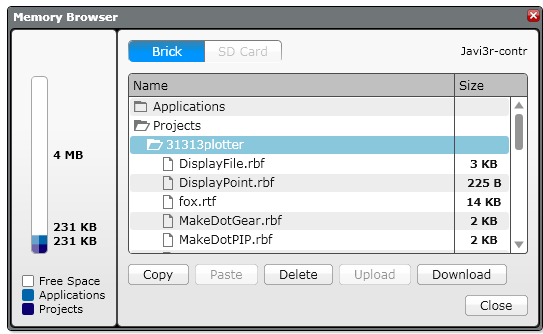 Memory Browser
Brick SD Card Javi3r-contr
Name Size
Applications
Projects
31313plotter
DisplayFile.rbf 3 KB
DisplayPoint.rbf 225 B
fox.rtf 14 KB
MakeDotGear.rbf 2 KB
MakeDotPIP.rbf 2 KB
4 MB
231 KB
231 KB
Free Space
Applications
Projects
Copy Paste Delete Upload Download
Close